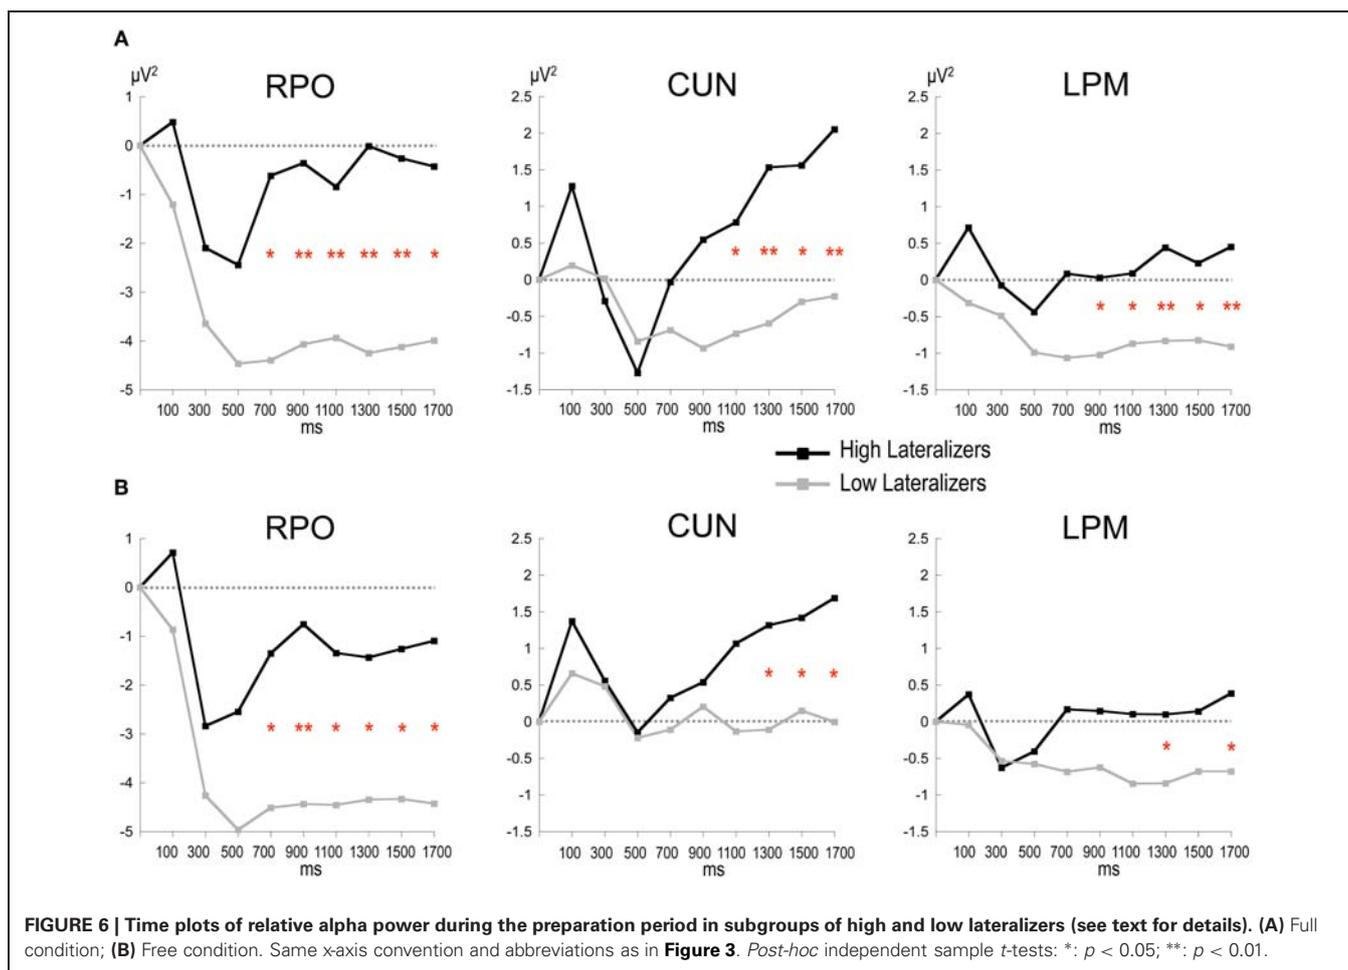 A
µV²
RPO
1
0
-1
-2
-3
-4
-5
* ** ** ** ** *
100 300 500 700 900 1100 1300 1500 1700
ms
µV²
CUN
2.5
2
1.5
1
0.5
0
-0.5
-1
-1.5
* ** * **
100 300 500 700 900 1100 1300 1500 1700
ms
µV²
LPM
2.5
2
1.5
1
0.5
0
-0.5
-1
-1.5
* * ** * **
100 300 500 700 900 1100 1300 1500 1700
ms
High Lateralizers
Low Lateralizers
B
RPO
1
0
-1
-2
-3
-4
-5
* ** * * * *
100 300 500 700 900 1100 1300 1500 1700
ms
CUN
2.5
2
1.5
1
0.5
0
-0.5
-1
-1.5
* * *
100 300 500 700 900 1100 1300 1500 1700
ms
LPM
2.5
2
1.5
1
0.5
0
-0.5
-1
-1.5
* *
100 300 500 700 900 1100 1300 1500 1700
ms
FIGURE 6 | Time plots of relative alpha power during the preparation period in subgroups of high and low lateralizers (see text for details). (A) Full
condition; (B) Free condition. Same x-axis convention and abbreviations as in Figure 3. Post-hoc independent sample t-tests: *: p < 0.05; **: p < 0.01.